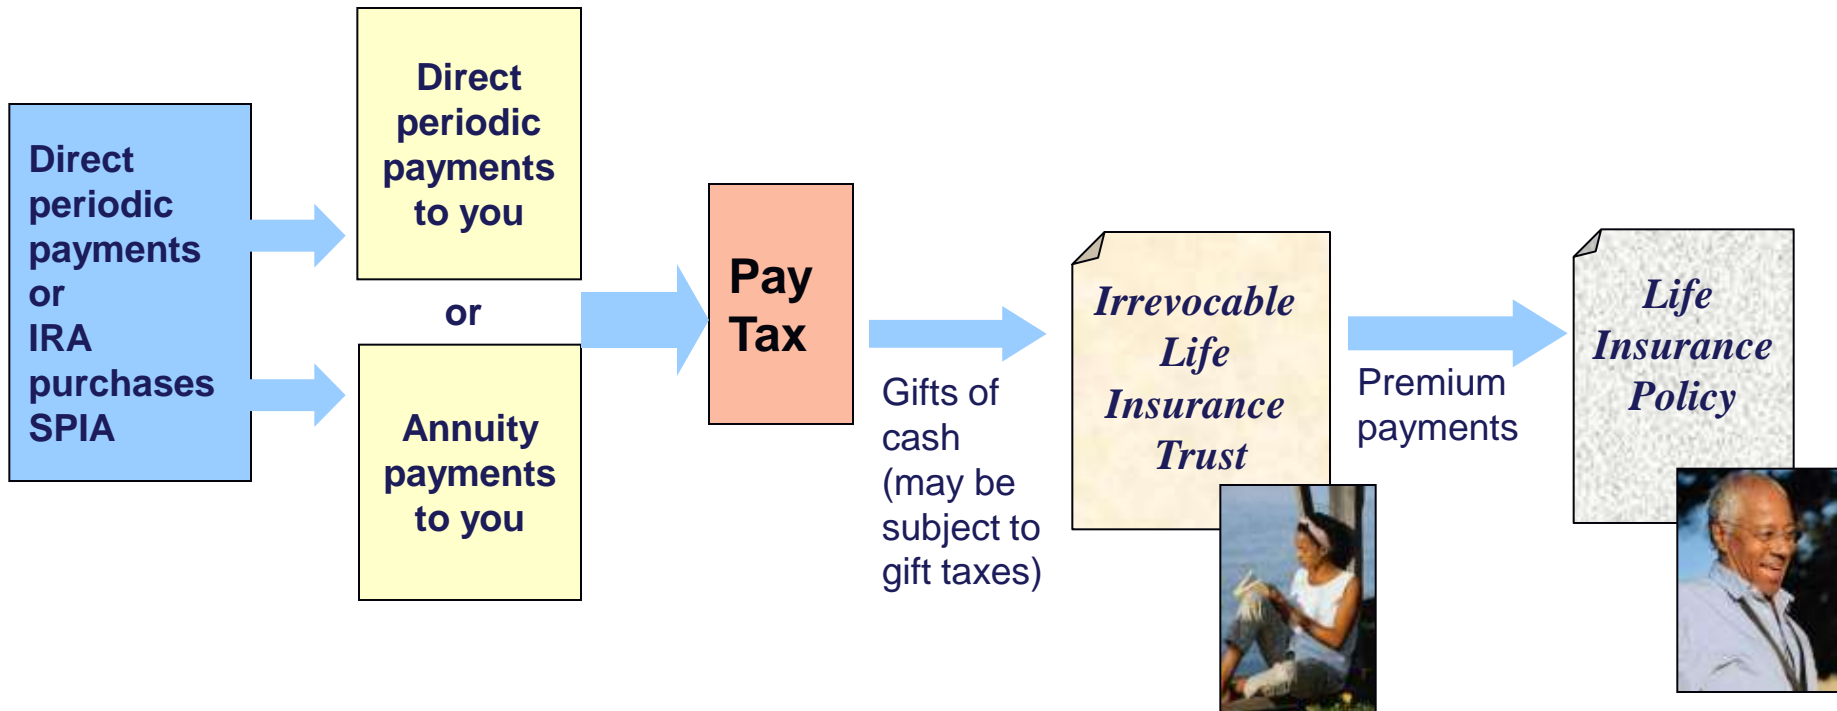 Direct
periodic
payments
or
IRA
purchases
SPIA
Direct
periodic
payments
to you
or
Annuity
payments
to you
Pay
Tax
Gifts of
cash
(may be
subject to
gift taxes)
Irrevocable
Life
Insurance
Trust
Premium
payments
Life
Insurance
Policy